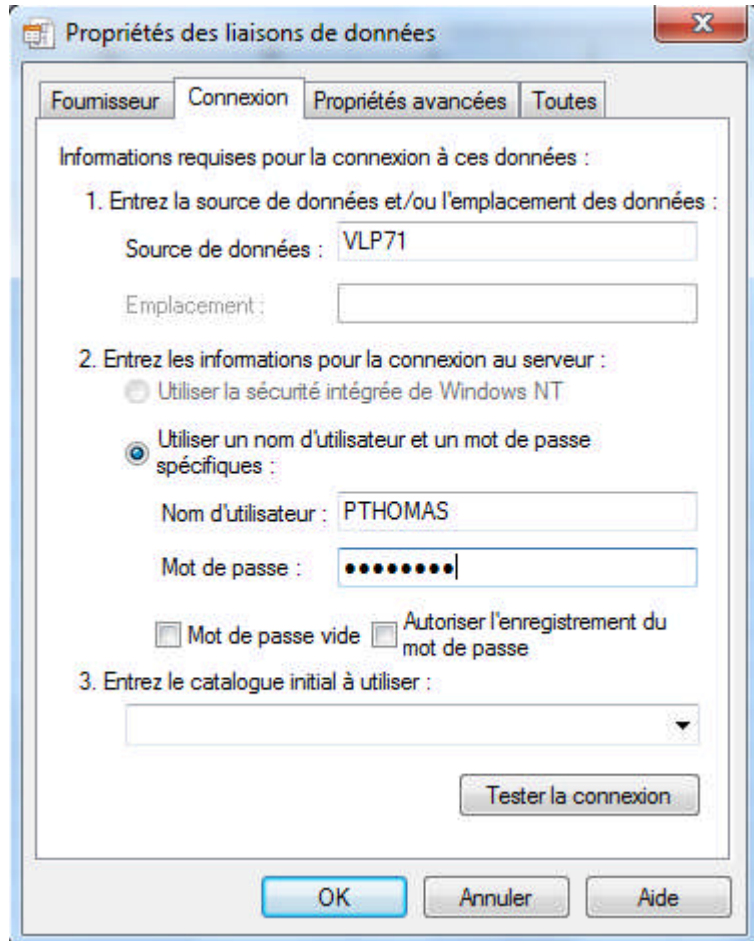 Propriétés des liaisons de données
Fournisseur Connexion Propriétés avancées Toutes
Informations requises pour la connexion à ces données :
1. Entrez la source de données et/ou l'emplacement des données :
Source de données : VLP71
Emplacement :
2. Entrez les informations pour la connexion au serveur :
Utiliser la sécurité intégrée de Windows NT
Utiliser un nom d'utilisateur et un mot de passe
spécifiques :
Nom d'utilisateur : PTHOMAS
Mot de passe : ●●●●●●●●
Mot de passe vide Autoriser l'enregistrement du
mot de passe
3. Entrez le catalogue initial à utiliser :
Tester la connexion
OK Annuler Aide